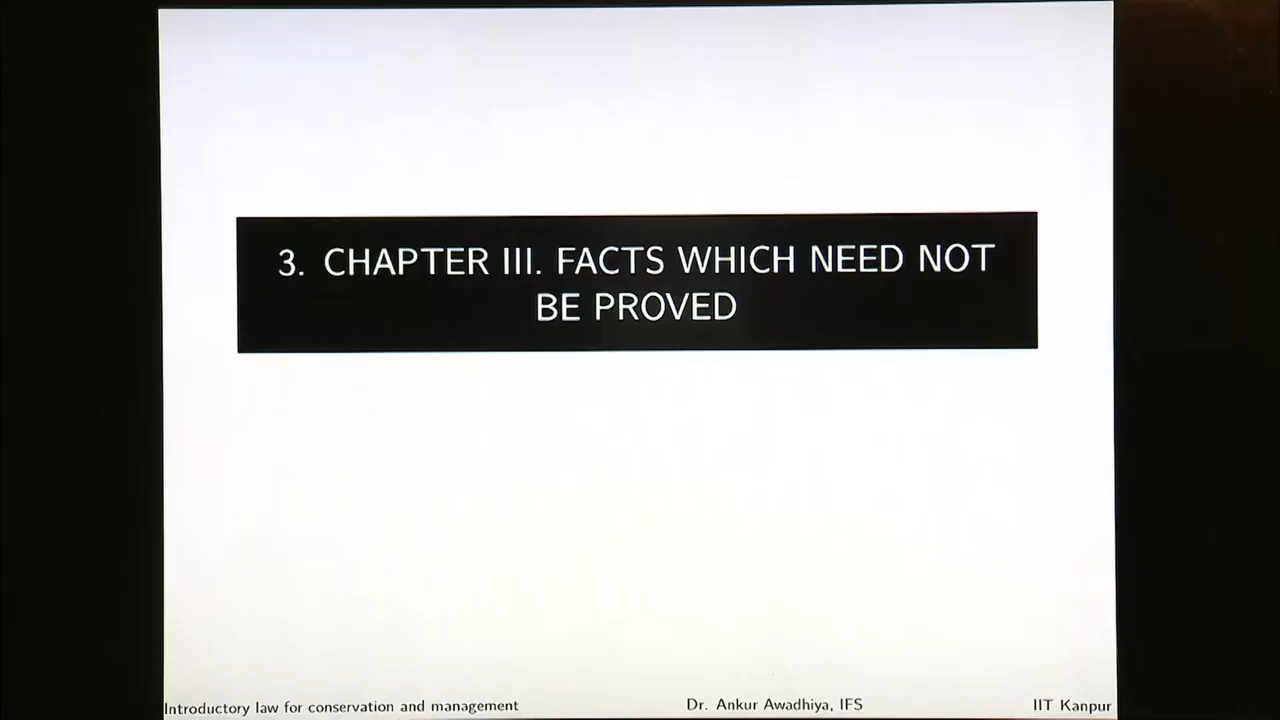 3. CHAPTER III. FACTS WHICH NEED NOT
BE PROVED
Introductory law for conservation and management Dr. Ankur Awadhiya, IFS IIT Kanpur